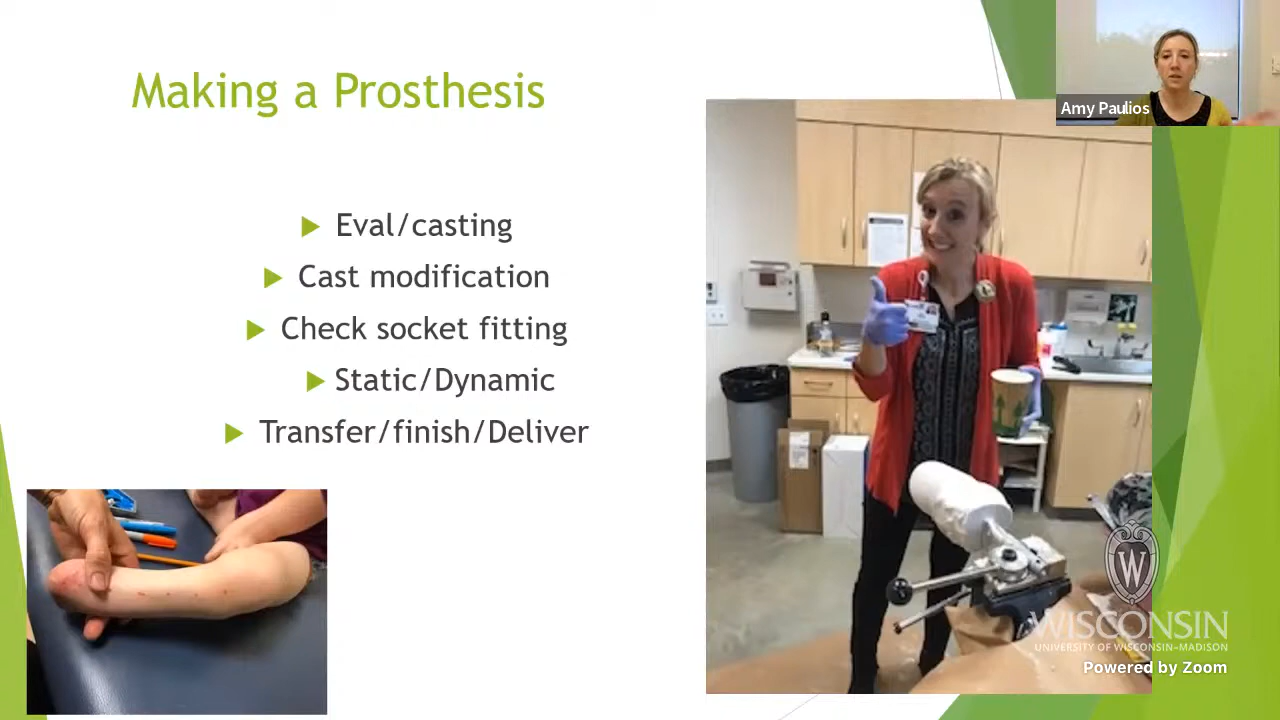 Making a Prosthesis
Amy Paulios
Eval/casting
Cast modification
Check socket fitting
Static/Dynamic
Transfer/finish/Deliver
W
WISCONSIN
UNIVERSITY OF WISCONSIN–MADISON
Powered by Zoom